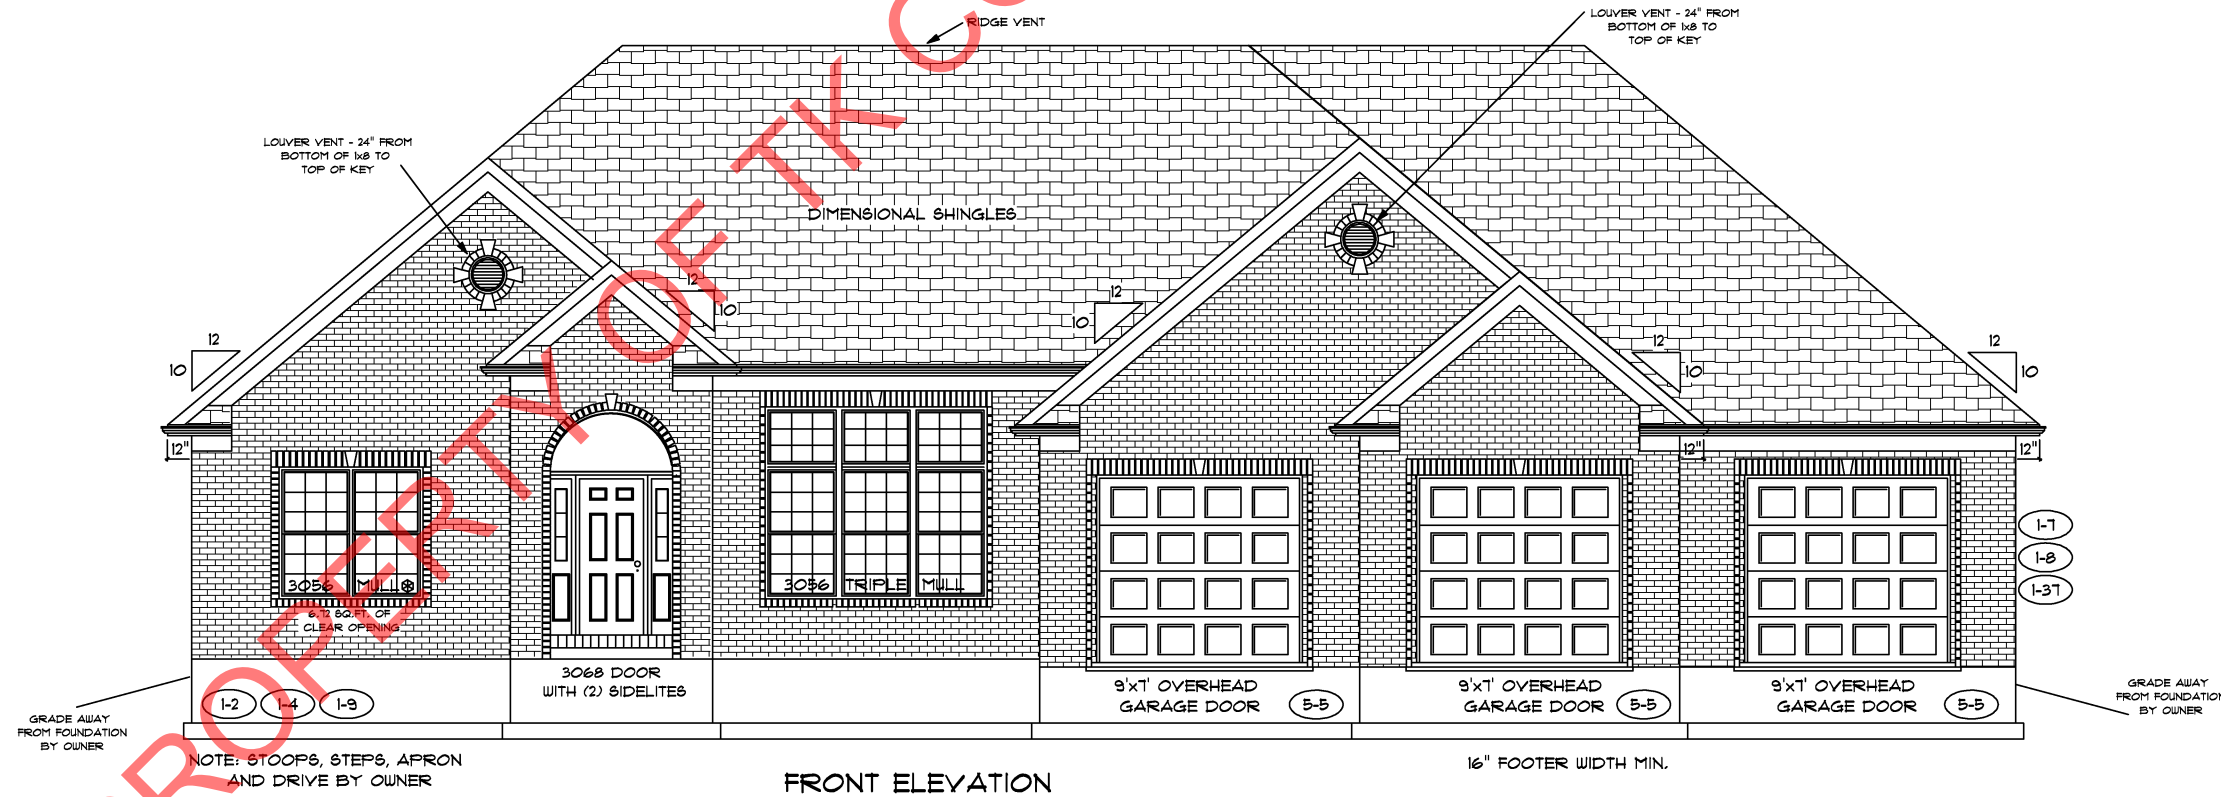 RIDGE VENT
LOUVER VENT - 24" FROM
BOTTOM OF 1x8 TO
TOP OF KEY
LOUVER VENT - 24" FROM
BOTTOM OF 1x8 TO
TOP OF KEY
DIMENSIONAL SHINGLES
12
10
12
10
12
10
12
10
12
10
12"
12"
12"
3056 MULL
6.72 SQ.FT. OF
CLEAR OPENING
3056 TRIPLE MULL
1-7
1-8
1-37
3068 DOOR
WITH (2) SIDELITES
9'x7' OVERHEAD
GARAGE DOOR
5-5
9'x7' OVERHEAD
GARAGE DOOR
5-5
9'x7' OVERHEAD
GARAGE DOOR
5-5
1-2 1-4 1-9
GRADE AWAY
FROM FOUNDATION
BY OWNER
GRADE AWAY
FROM FOUNDATION
BY OWNER
NOTE: STOOPS, STEPS, APRON
AND DRIVE BY OWNER
FRONT ELEVATION
16" FOOTER WIDTH MIN.
PROPERTY OF TK CO